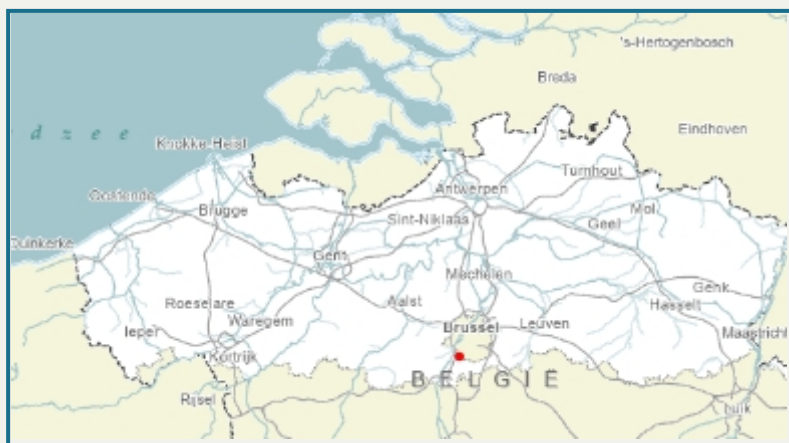 's-Hertogenbosch
Breda
dzee
Eindhoven
Knokke-Heist
Turnhout
Antwerpen
Oostende
Brugge
Mol
Sint-Niklaas
Geel
Duinkerke
Gent
Mechelen
Genk
Roeselare
Aalst
Hasselt
Waregem
Brussel
Leuven
Ieper
Maastricht
Kortrijk
BELGIË
Rijsel
Luik